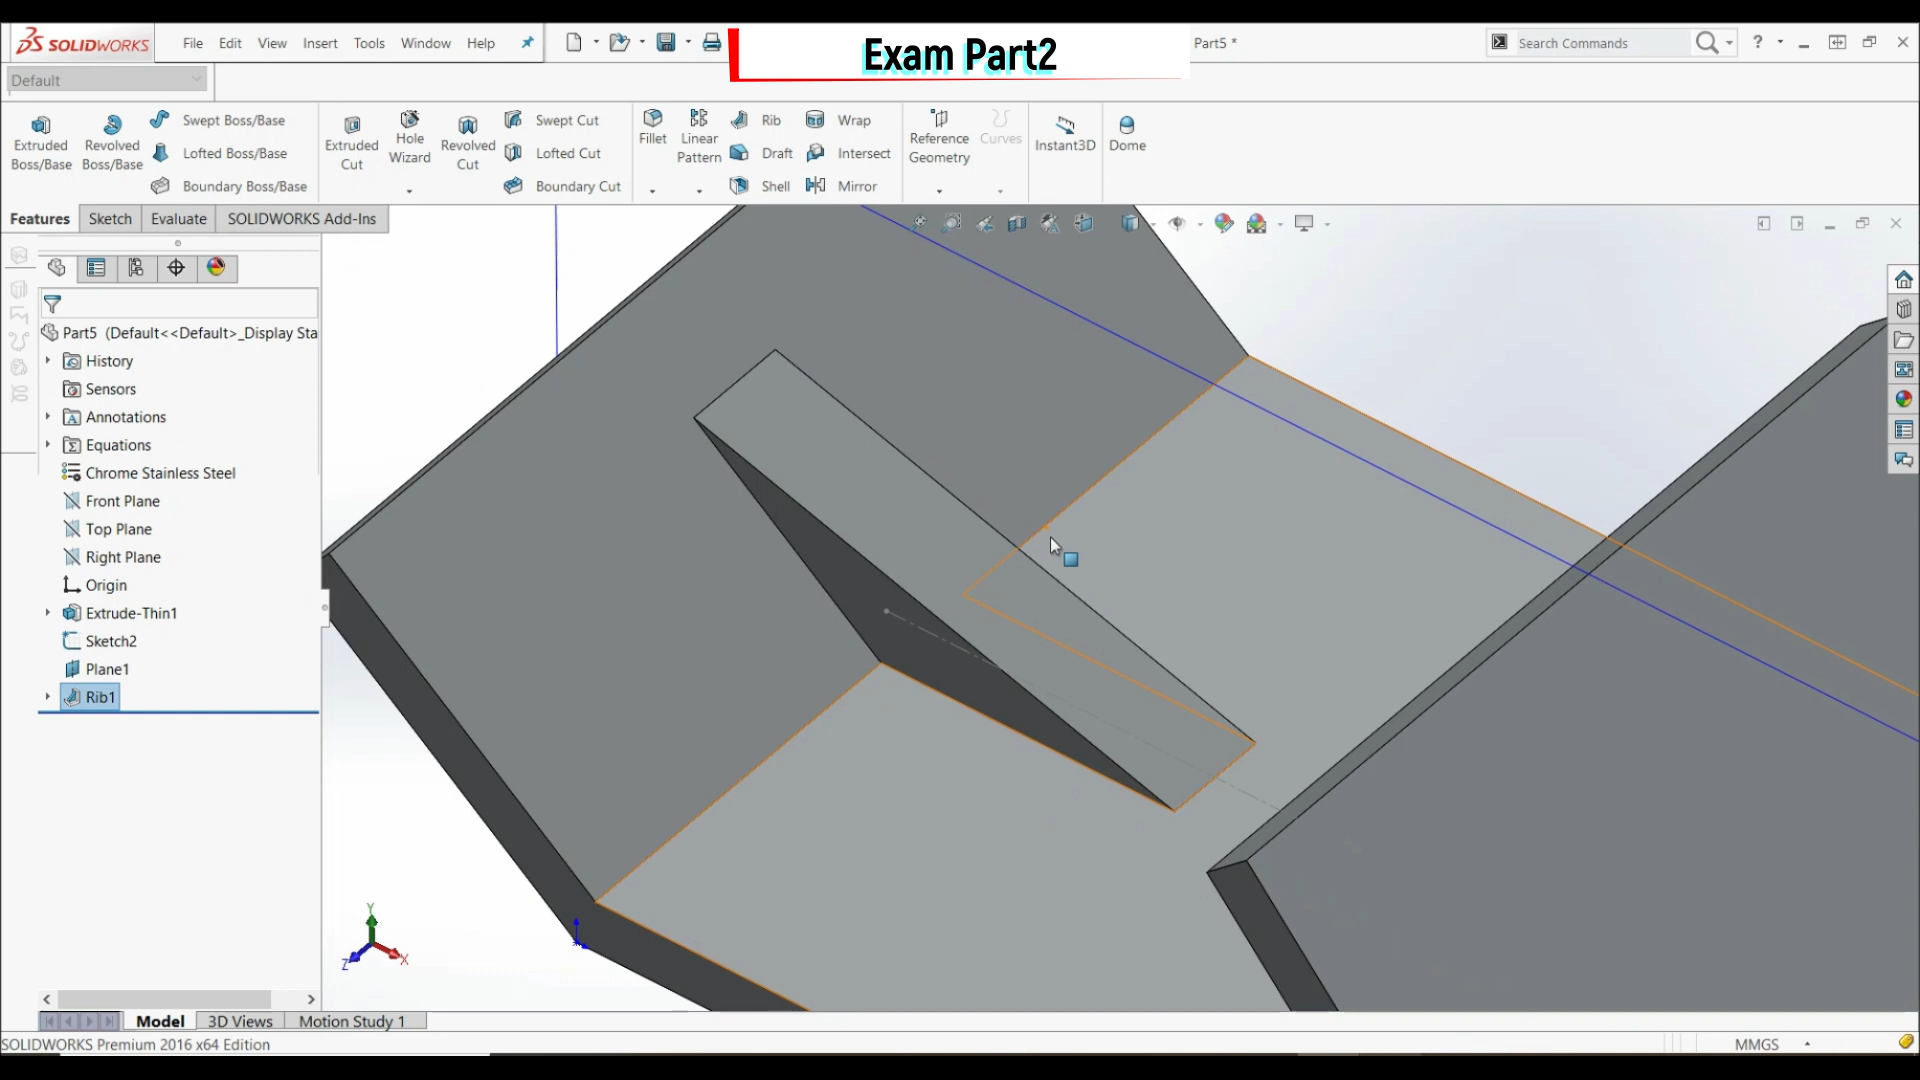 SOLIDWORKS
File Edit View Insert Tools Window Help
Exam Part2
Part5 *
Search Commands
?
Default
Extruded Boss/Base
Revolved Boss/Base
Swept Boss/Base
Lofted Boss/Base
Boundary Boss/Base
Extruded Cut
Hole Wizard
Revolved Cut
Swept Cut
Lofted Cut
Boundary Cut
Fillet
Linear Pattern
Rib
Draft
Shell
Wrap
Intersect
Mirror
Reference Geometry
Curves
Instant3D
Dome
Features Sketch Evaluate SOLIDWORKS Add-Ins
Part5 (Default<<Default>_Display Sta
History
Sensors
Annotations
Equations
Chrome Stainless Steel
Front Plane
Top Plane
Right Plane
Origin
Extrude-Thin1
Sketch2
Plane1
Rib1
Y
Z
X
Model 3D Views Motion Study 1
SOLIDWORKS Premium 2016 x64 Edition
MMGS